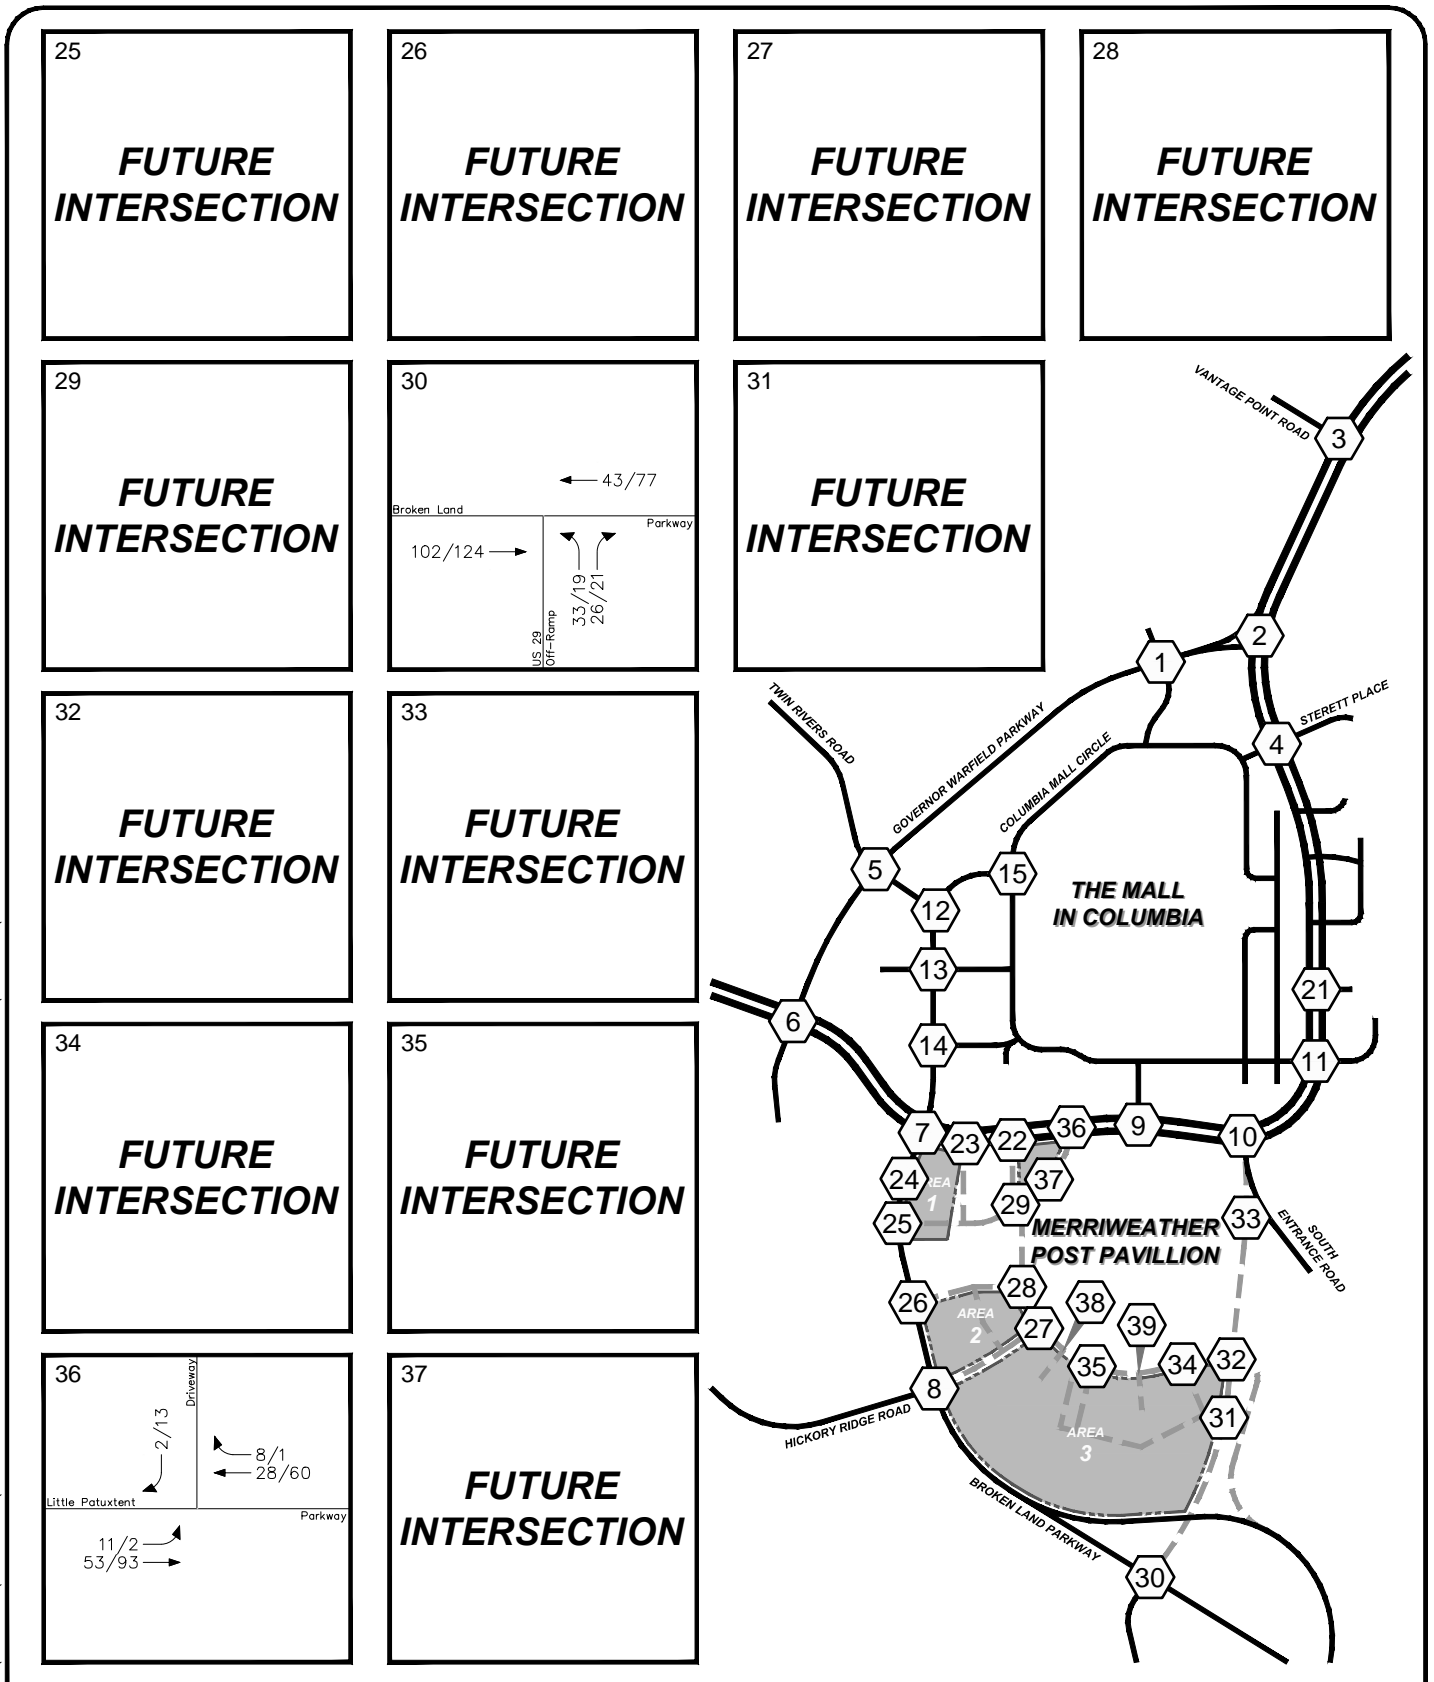 25
FUTURE
INTERSECTION
26
FUTURE
INTERSECTION
27
FUTURE
INTERSECTION
28
FUTURE
INTERSECTION
29
FUTURE
INTERSECTION
30
43/77
Broken Land
Parkway
102/124
33/19
26/21
US 29
Off-Ramp
31
FUTURE
INTERSECTION
32
FUTURE
INTERSECTION
33
FUTURE
INTERSECTION
34
FUTURE
INTERSECTION
35
FUTURE
INTERSECTION
36
Driveway
2/13
8/1
28/60
Little Patuxtent
Parkway
11/2
53/93
37
FUTURE
INTERSECTION
VANTAGE POINT ROAD
3
2
1
TWIN RIVERS ROAD
STERETT PLACE
GOVERNOR WARFIELD PARKWAY
COLUMBIA MALL CIRCLE
4
5
15
12
THE MALL
IN COLUMBIA
13
21
6
14
11
7
23
22
36
9
10
24
AREA
1
37
29
25
MERRIWEATHER
POST PAVILLION
33
SOUTH
ENTRANCE ROAD
28
26
38
AREA
2
27
39
35
34
32
8
31
HICKORY RIDGE ROAD
AREA
3
BROKEN LAND PARKWAY
30